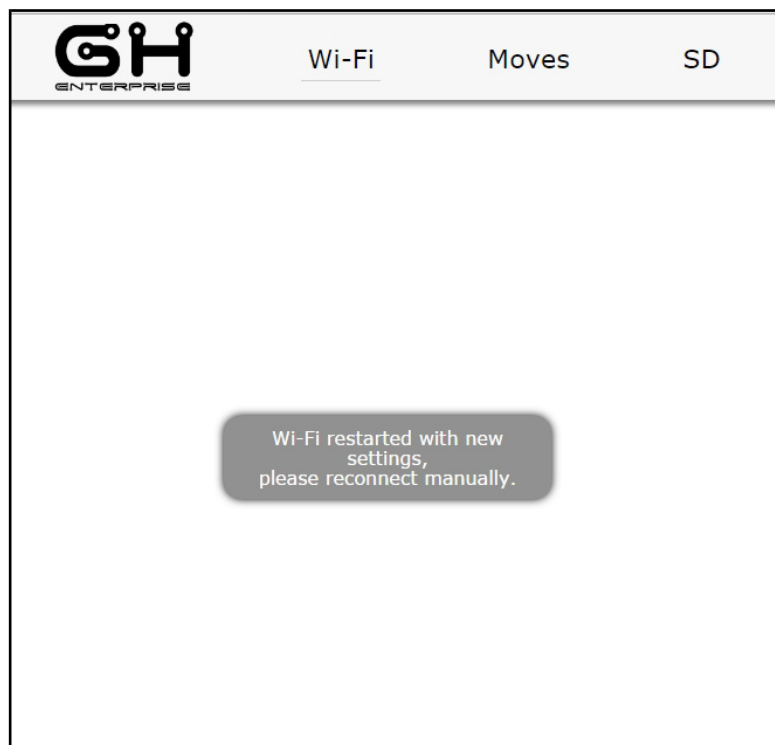 GH
ENTERPRISE
Wi-Fi Moves SD
Wi-Fi restarted with new
settings,
please reconnect manually.